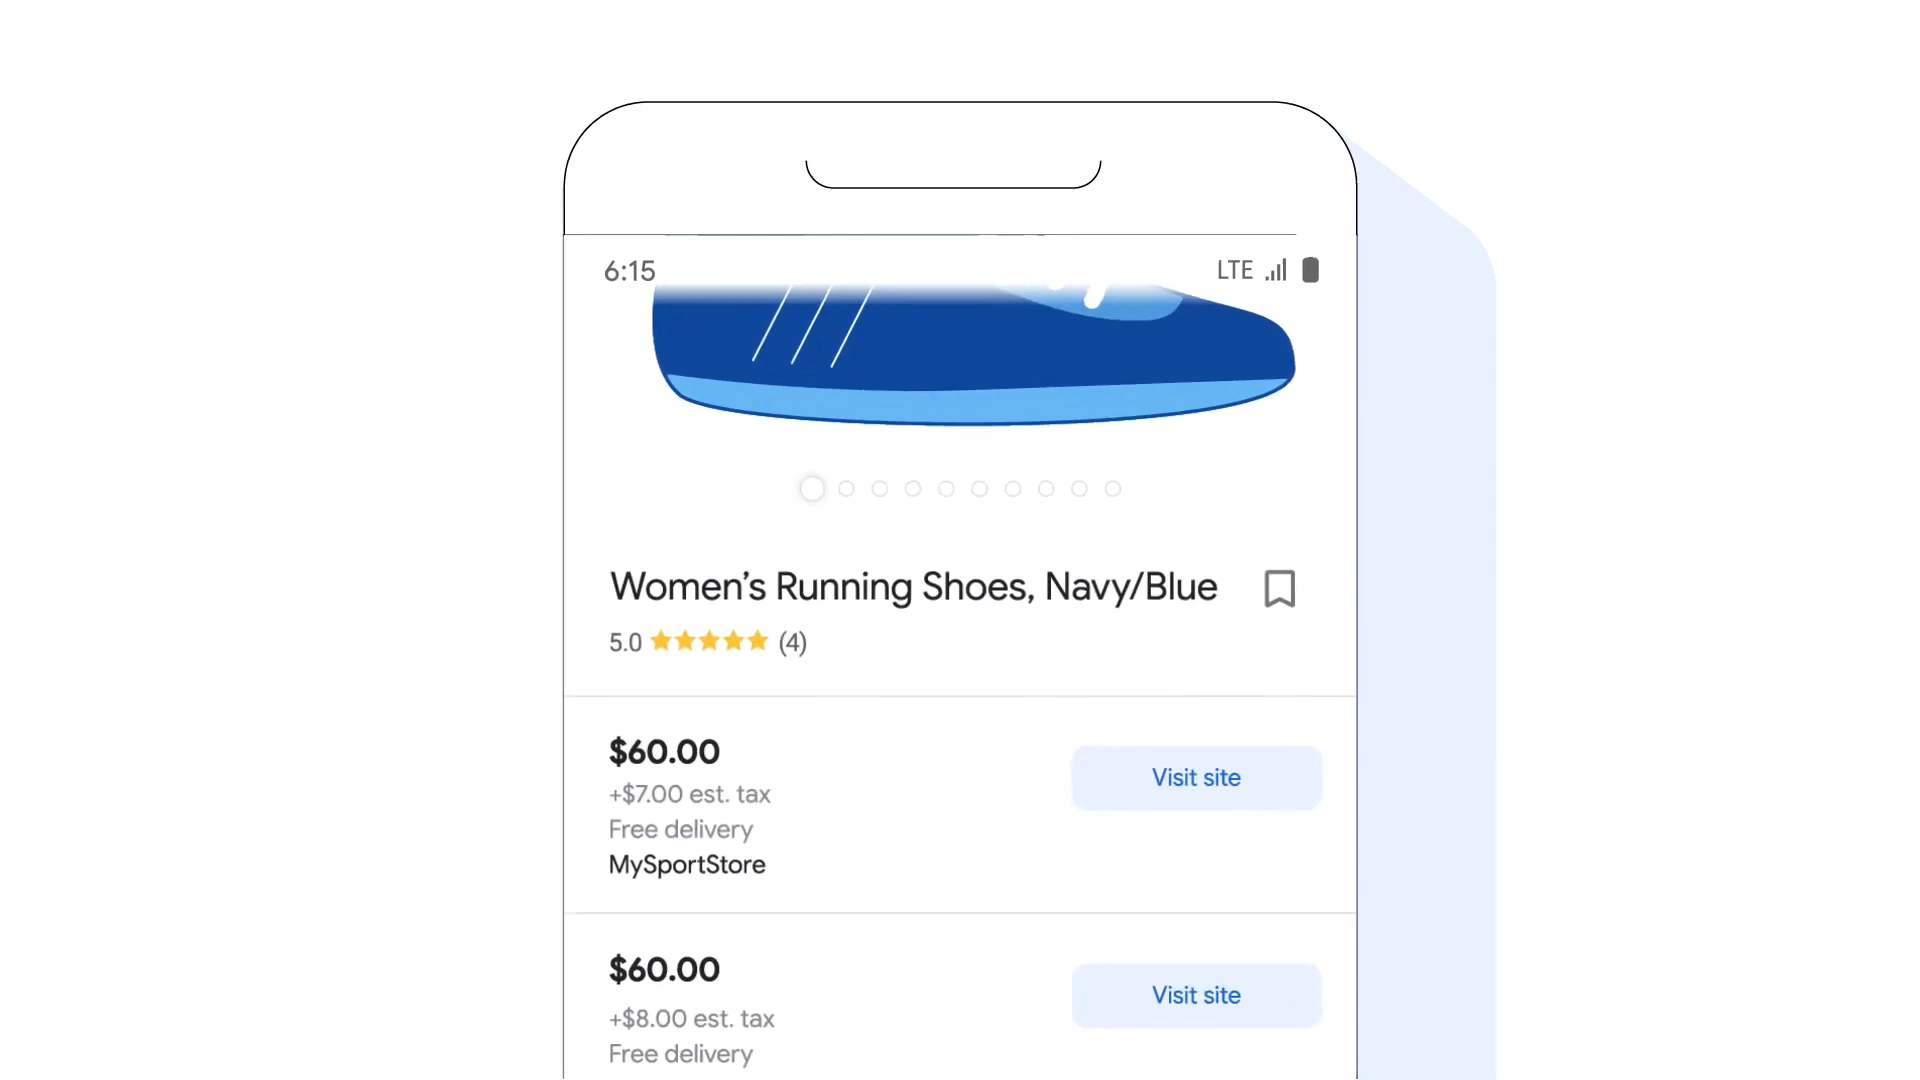 6:15 LTE
Women’s Running Shoes, Navy/Blue
5.0 (4)
$60.00
+$7.00 est. tax
Visit site
Free delivery
MySportStore
$60.00
Visit site
+$8.00 est. tax
Free delivery